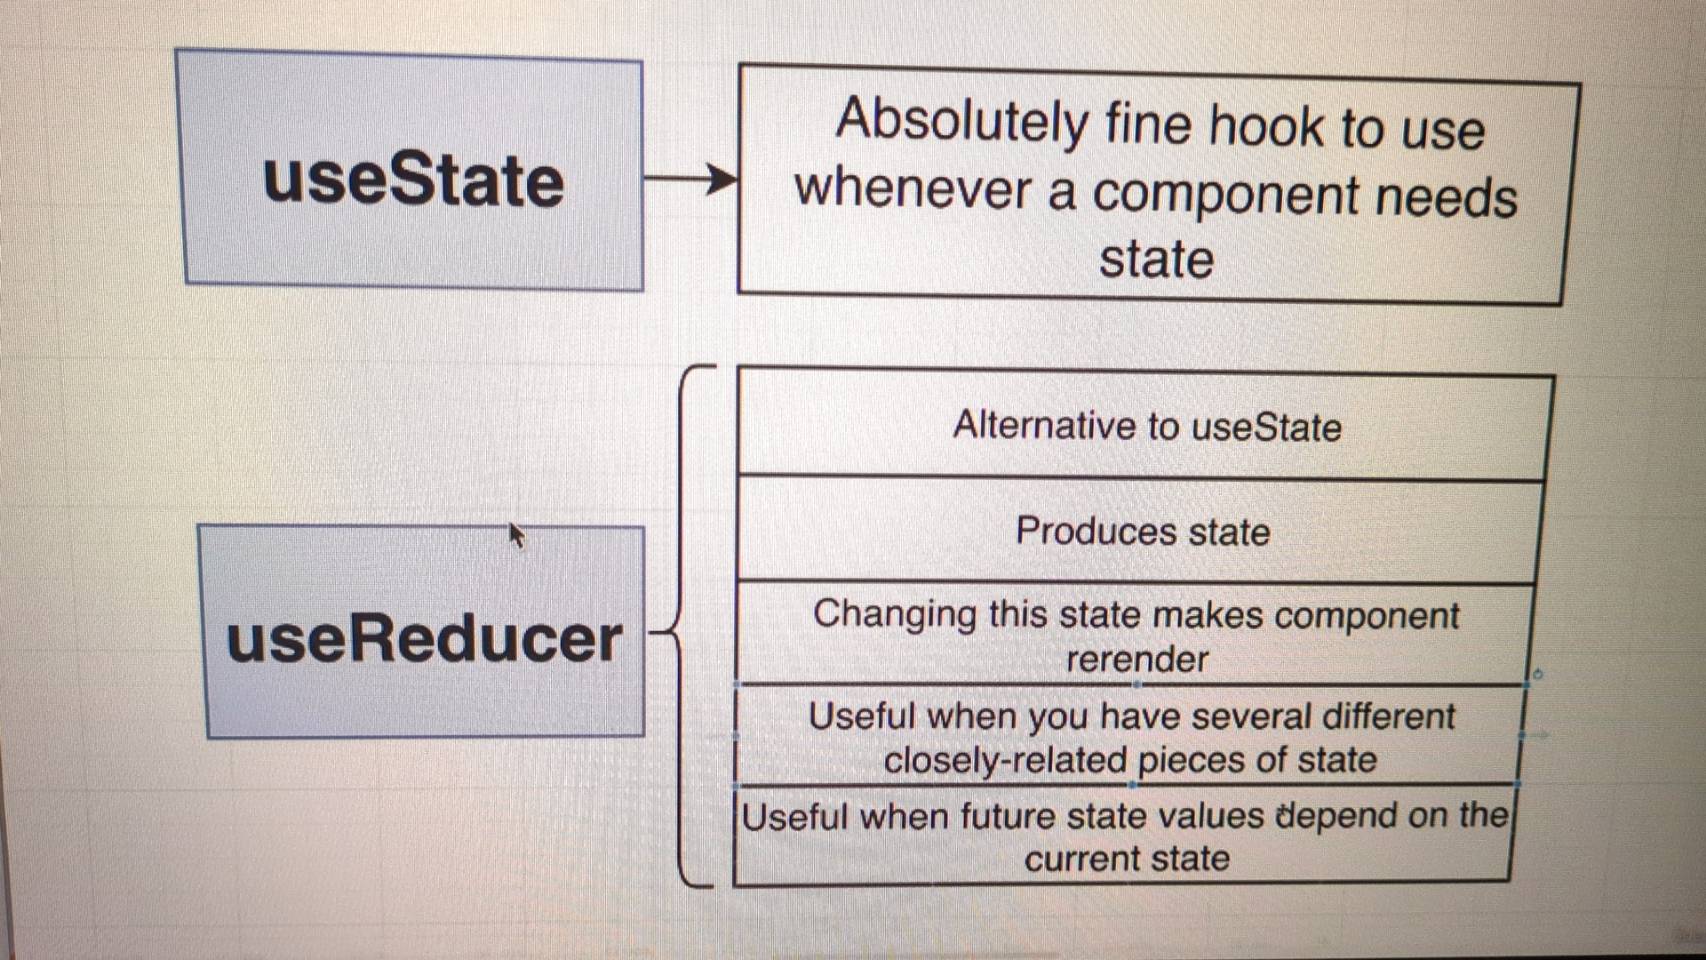 useState
Absolutely fine hook to use
whenever a component needs
state
useReducer
Alternative to useState
Produces state
Changing this state makes component
rerender
Useful when you have several different
closely-related pieces of state
Useful when future state values depend on the
current state